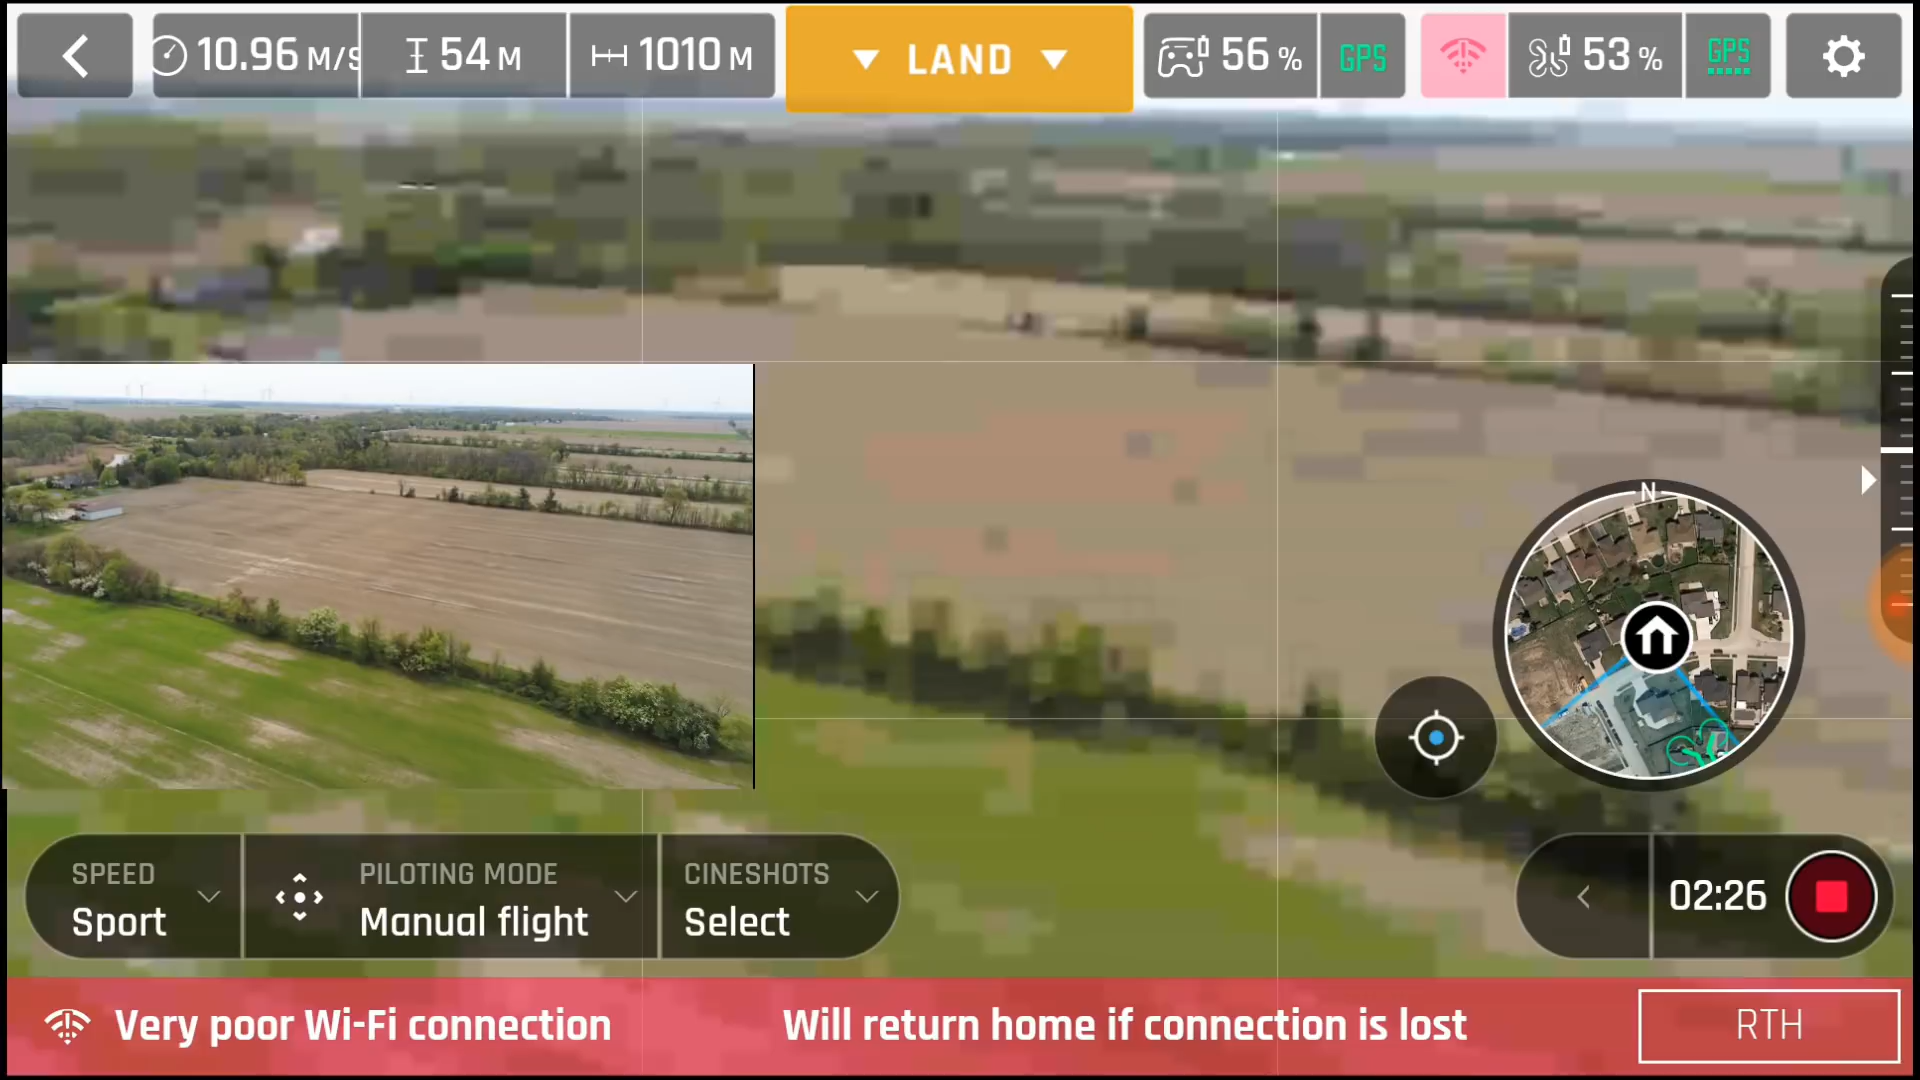 10.96 M/S
54 M
1010 M
LAND
56 %
GPS
53 %
GPS
N
SPEED
Sport
PILOTING MODE
Manual flight
CINESHOTS
Select
02:26
Very poor Wi-Fi connection
Will return home if connection is lost
RTH